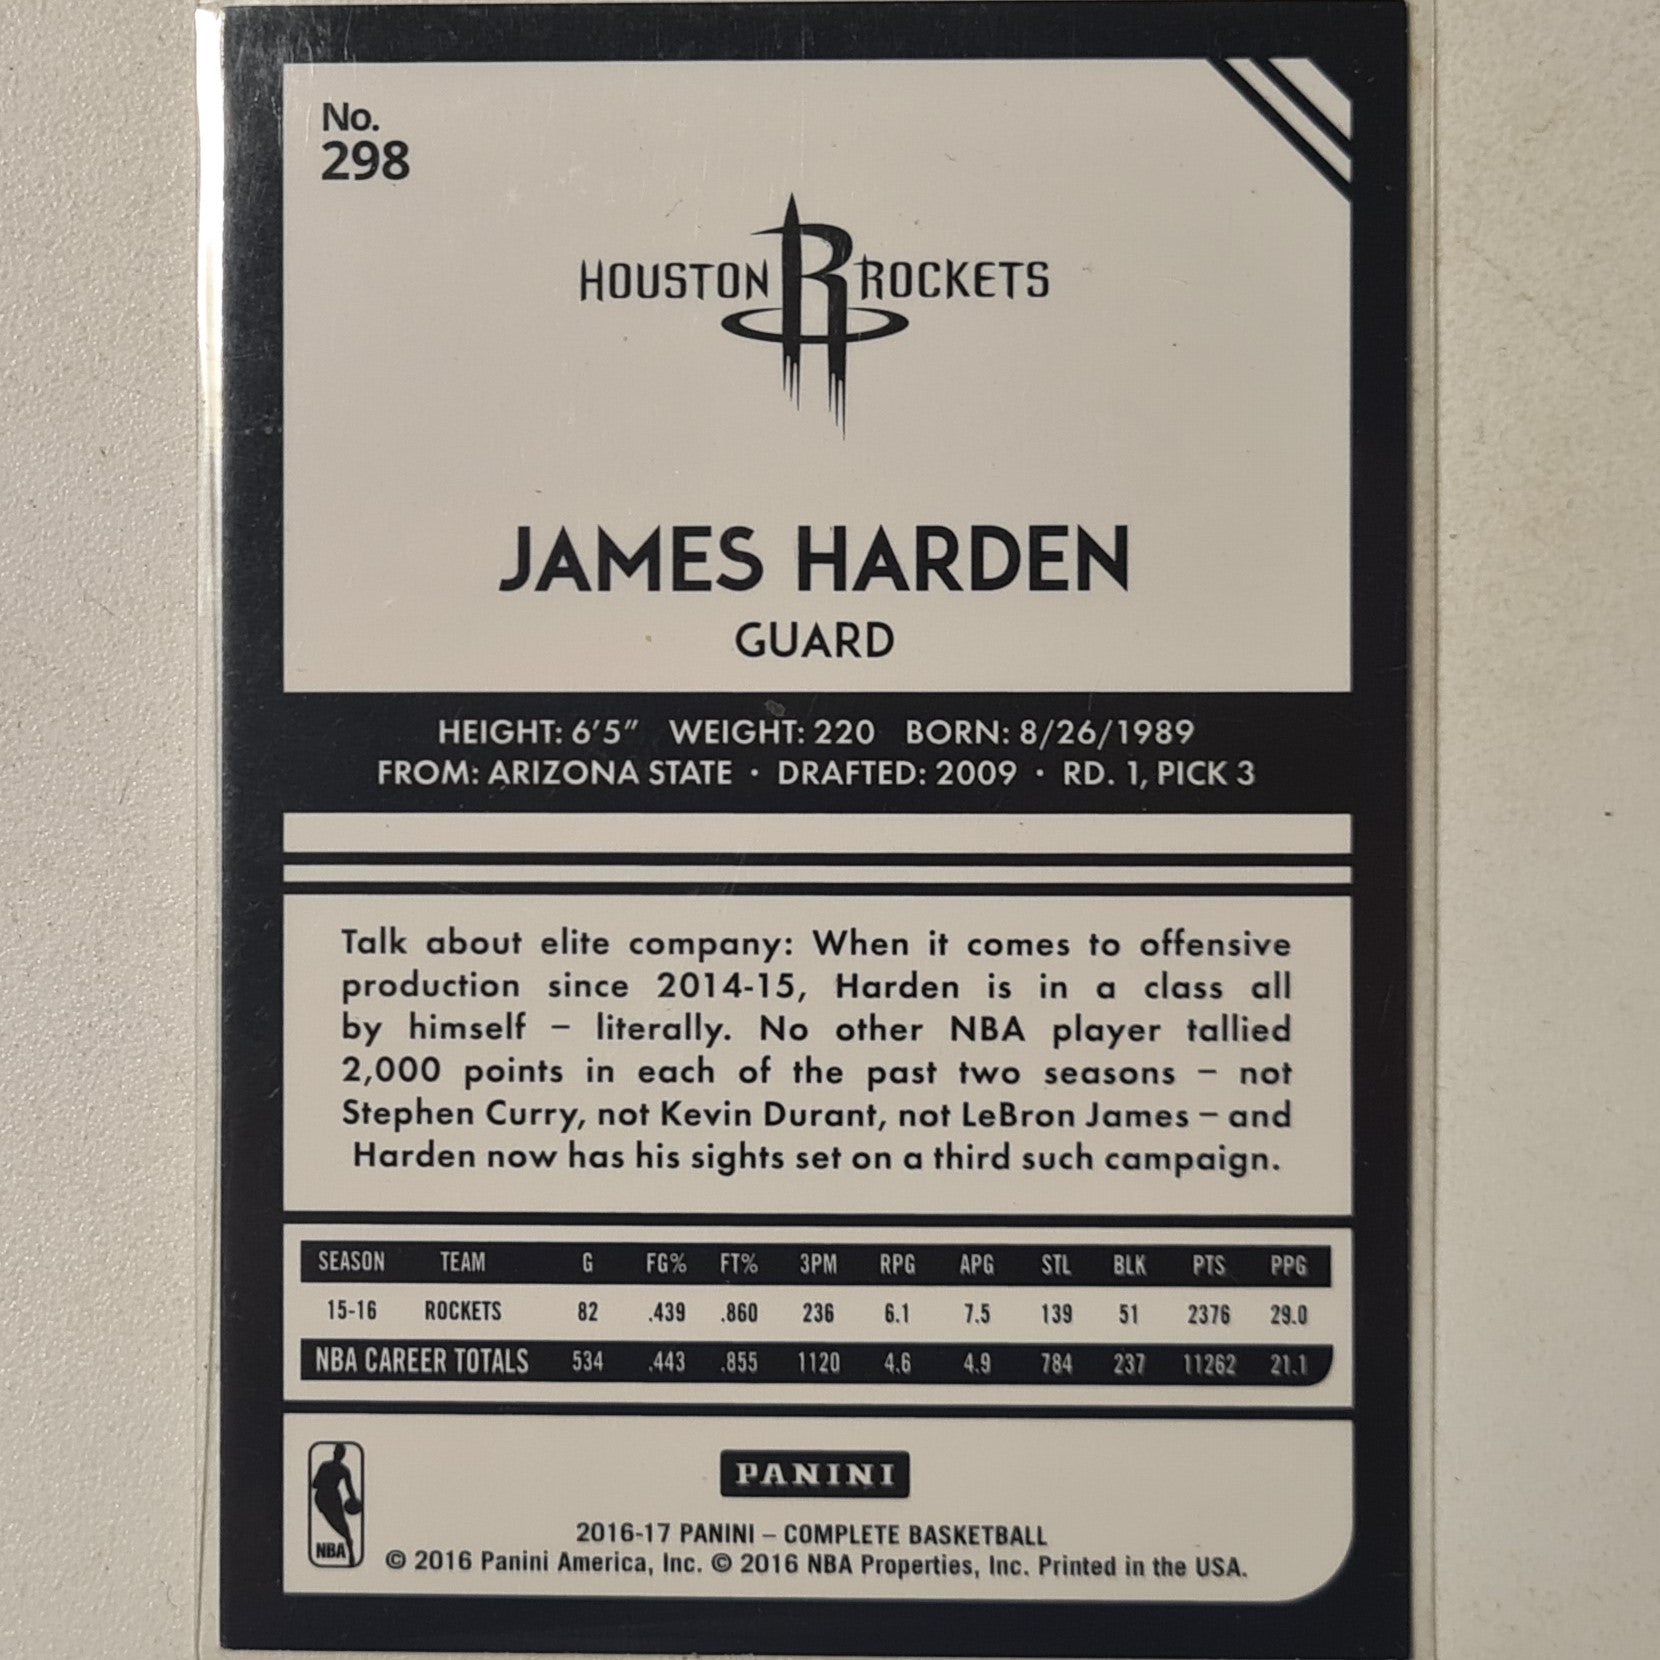 No.
298
HOUSTON R ROCKETS
JAMES HARDEN
GUARD
HEIGHT: 6'5" WEIGHT: 220 BORN: 8/26/1989
FROM: ARIZONA STATE • DRAFTED: 2009 • RD. 1, PICK 3
Talk about elite company: When it comes to offensive
production since 2014-15, Harden is in a class all
by himself – literally. No other NBA player tallied
2,000 points in each of the past two seasons – not
Stephen Curry, not Kevin Durant, not LeBron James – and
Harden now has his sights set on a third such campaign.
SEASON TEAM G FG% FT% 3PM RPG APG STL BLK PTS PPG
15-16 ROCKETS 82 .439 .860 236 6.1 7.5 139 51 2376 29.0
NBA CAREER TOTALS 534 .443 .855 1120 4.6 4.9 784 237 11262 21.1
NBA
PANINI
2016-17 PANINI – COMPLETE BASKETBALL
© 2016 Panini America, Inc. © 2016 NBA Properties, Inc. Printed in the USA.